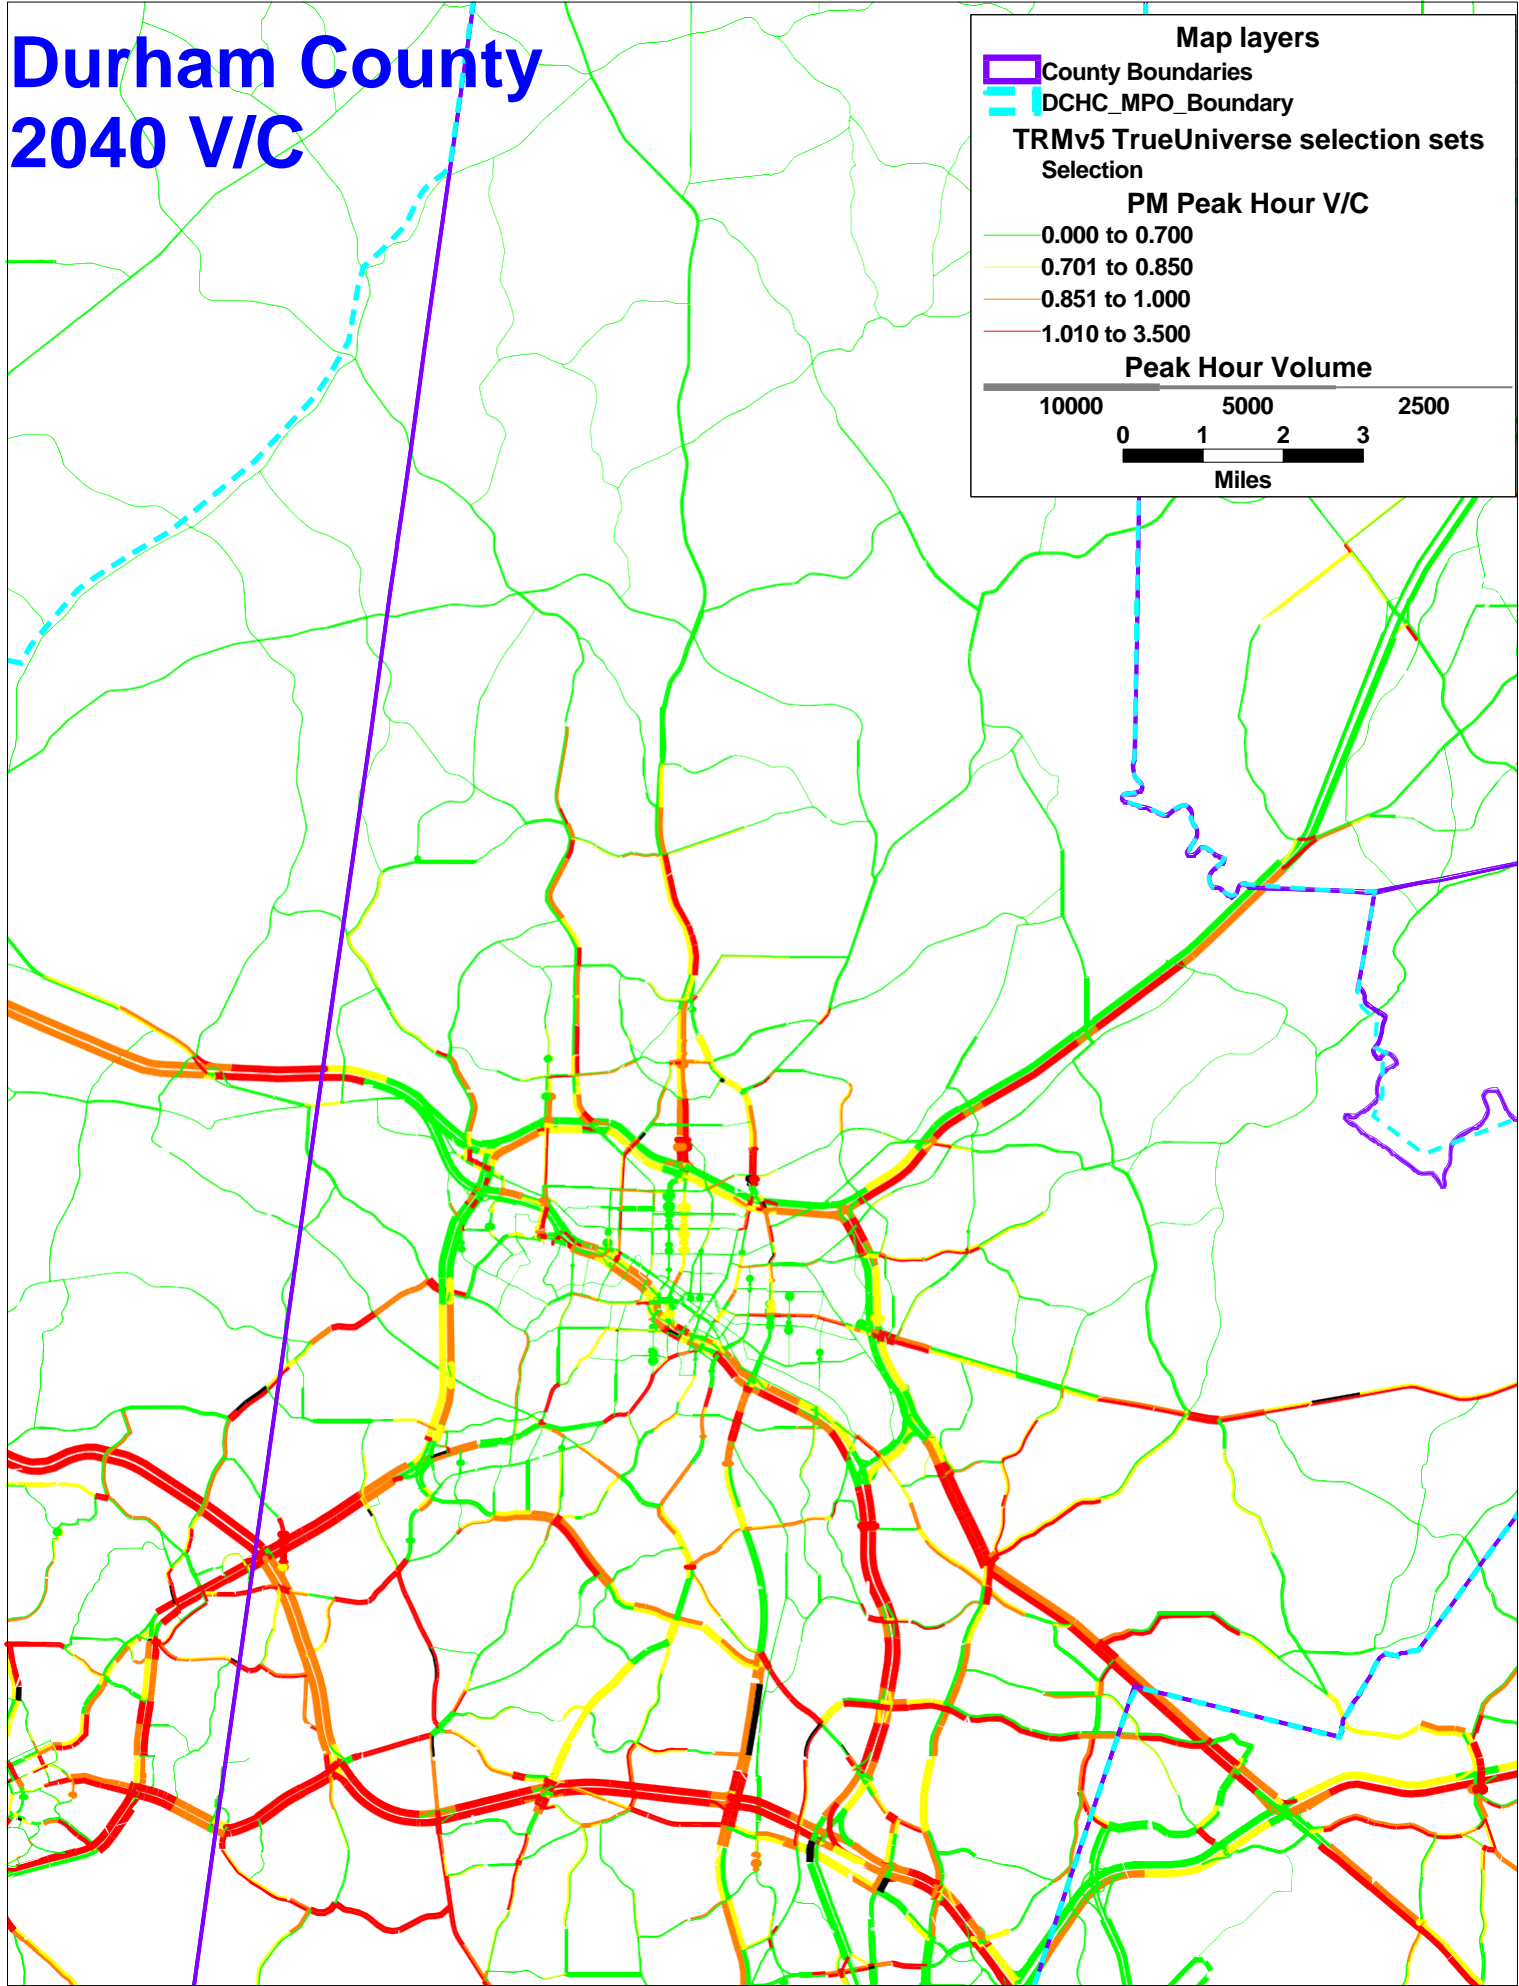 Durham County
2040 V/C
Map layers
County Boundaries
DCHC_MPO_Boundary
TRMv5 TrueUniverse selection sets
Selection
PM Peak Hour V/C
0.000 to 0.700
0.701 to 0.850
0.851 to 1.000
1.010 to 3.500
Peak Hour Volume
10000 5000 2500
0 1 2 3
Miles